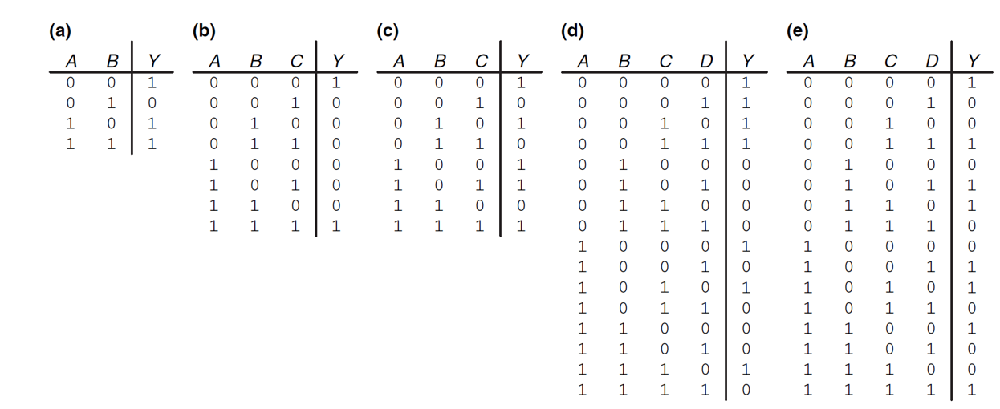 (a) (b) (c) (d) (e)
A B Y A B C Y A B C Y A B C D Y A B C D Y
0 0 1 0 0 0 1 0 0 0 1 0 0 0 0 1 0 0 0 0 1
0 1 0 0 0 1 0 0 0 1 0 0 0 0 1 1 0 0 0 1 0
1 0 1 0 1 0 0 0 1 0 1 0 0 1 0 1 0 0 1 0 0
1 1 1 0 1 1 0 0 1 1 0 0 0 1 1 1 0 0 1 1 1
1 0 0 0 1 0 0 1 0 1 0 0 0 0 1 0 0 0
1 0 1 0 1 0 1 1 0 1 0 1 0 0 1 0 1 1
1 1 0 0 1 1 0 0 0 1 1 0 0 0 1 1 0 1
1 1 1 1 1 1 1 1 0 1 1 1 0 0 1 1 1 0
1 0 0 0 1 1 0 0 0 0
1 0 0 1 0 1 0 0 1 1
1 0 1 0 1 1 0 1 0 1
1 0 1 1 0 1 0 1 1 0
1 1 0 0 0 1 1 0 0 1
1 1 0 1 0 1 1 0 1 0
1 1 1 0 1 1 1 1 0 0
1 1 1 1 0 1 1 1 1 1